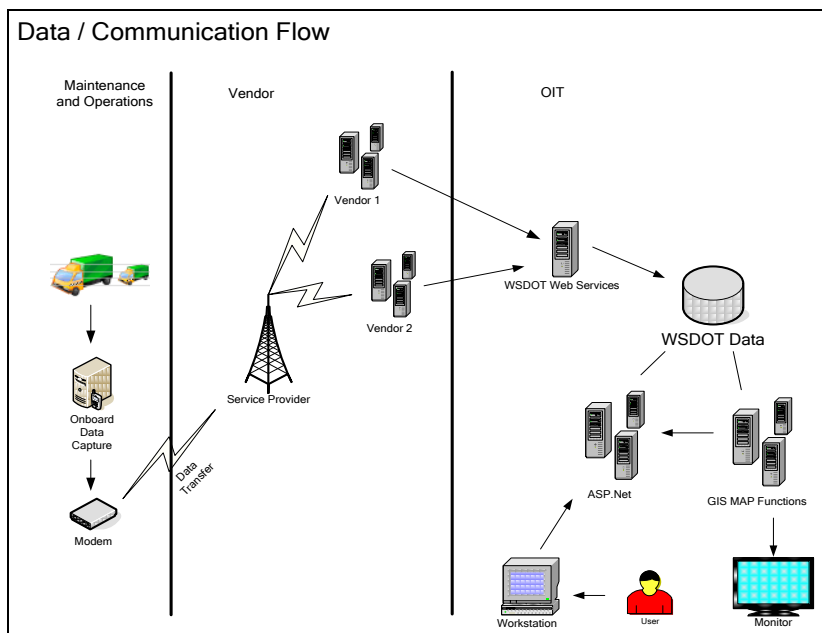 Data / Communication Flow
Maintenance
and Operations
Vendor
OIT
Vendor 1
WSDOT Web Services
Vendor 2
WSDOT Data
Service Provider
Onboard
Data
Capture
Data
Transfer
ASP.Net
GIS MAP Functions
Modem
Workstation
User
Monitor